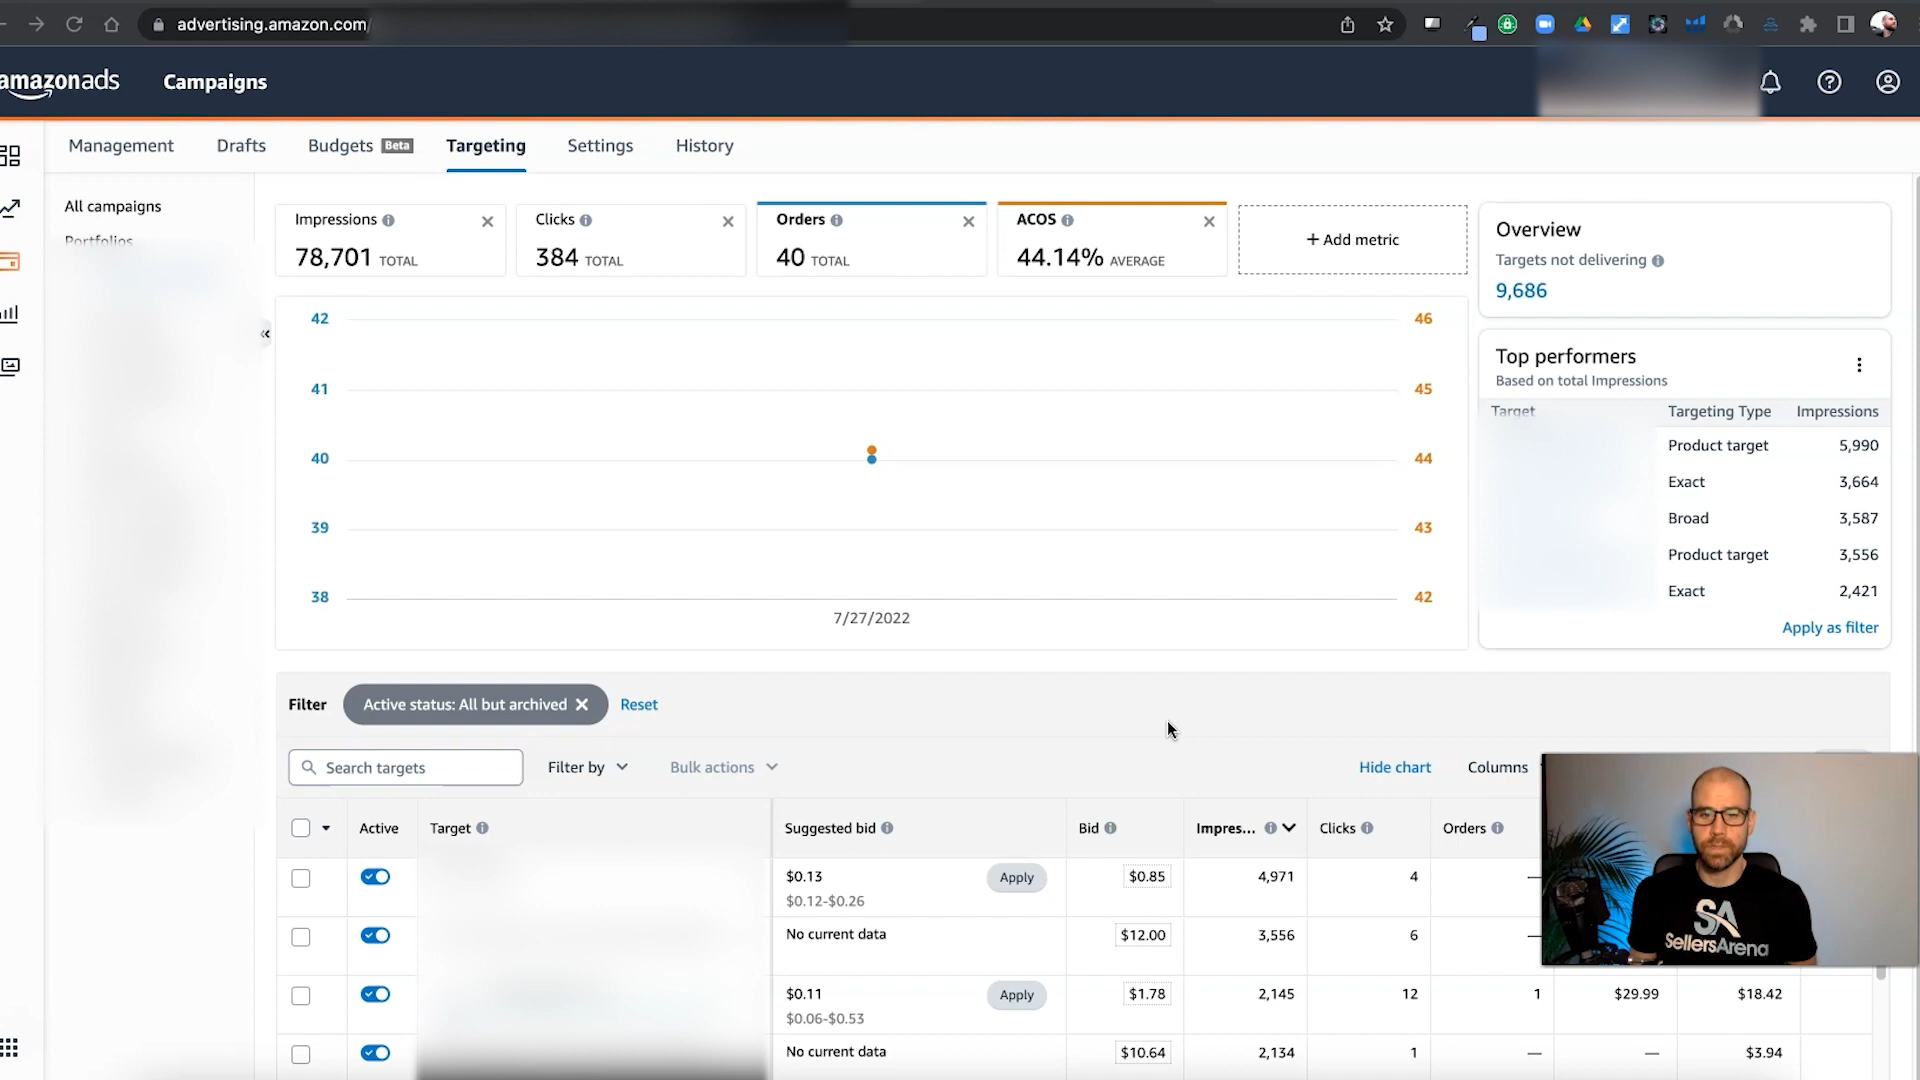 advertising.amazon.com/
amazonads
Campaigns
Management
Drafts
Budgets Beta
Targeting
Settings
History
All campaigns
Portfolios
Impressions
78,701 TOTAL
Clicks
384 TOTAL
Orders
40 TOTAL
ACOS
44.14% AVERAGE
+ Add metric
Overview
Targets not delivering
9,686
42
41
40
39
38
46
45
44
43
42
7/27/2022
Top performers
Based on total Impressions
Target Targeting Type Impressions
Product target 5,990
Exact 3,664
Broad 3,587
Product target 3,556
Exact 2,421
Apply as filter
Filter Active status: All but archived Reset
Search targets Filter by Bulk actions Hide chart Columns
Active Target Suggested bid Bid Impres... Clicks Orders
$0.13 Apply $0.85 4,971 4 —
$0.12-$0.26
No current data $12.00 3,556 6 —
$0.11 Apply $1.78 2,145 12 1 $29.99 $18.42
$0.06-$0.53
No current data $10.64 2,134 1 — — $3.94
SA
SellersArena